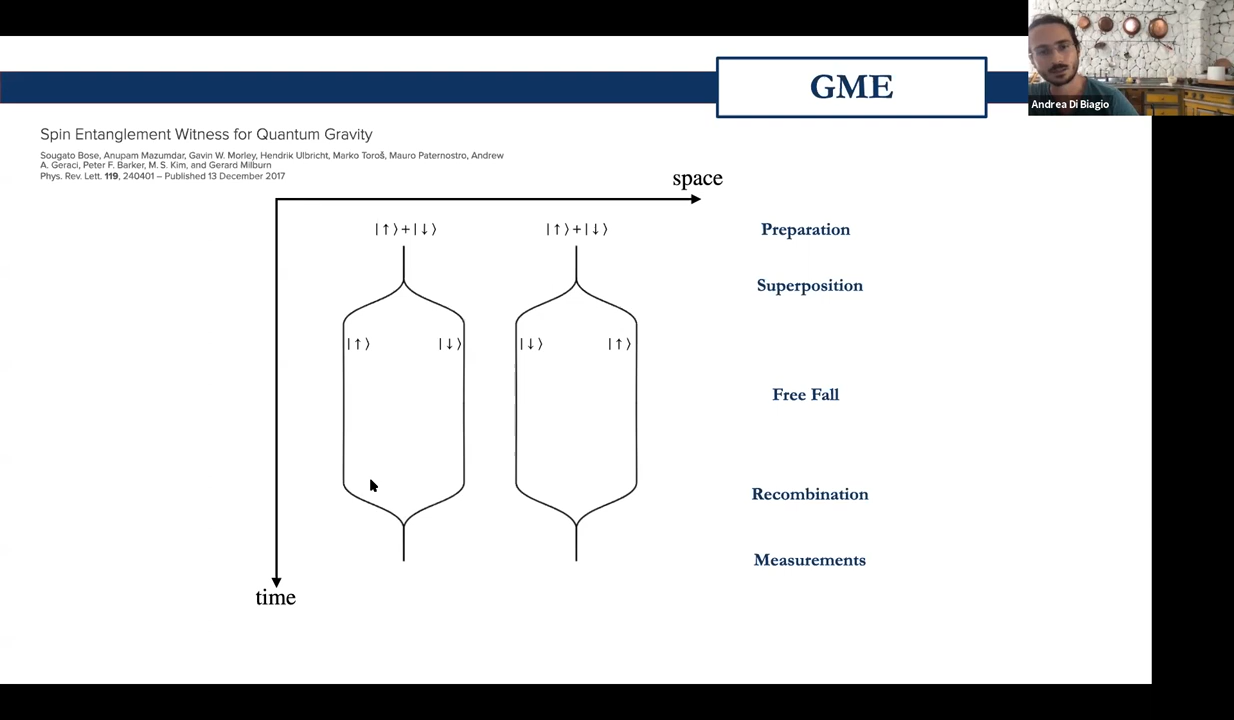 GME
Andrea Di Biagio
Spin Entanglement Witness for Quantum Gravity
Sougato Bose, Anupam Mazumdar, Gavin W. Morley, Hendrik Ulbricht, Marko Toroš, Mauro Paternostro, Andrew
A. Geraci, Peter F. Barker, M. S. Kim, and Gerard Milburn
Phys. Rev. Lett. 119, 240401 – Published 13 December 2017
space
|↑⟩+|↓⟩ |↑⟩+|↓⟩ Preparation
Superposition
|↑⟩ |↓⟩ |↓⟩ |↑⟩
Free Fall
Recombination
Measurements
time